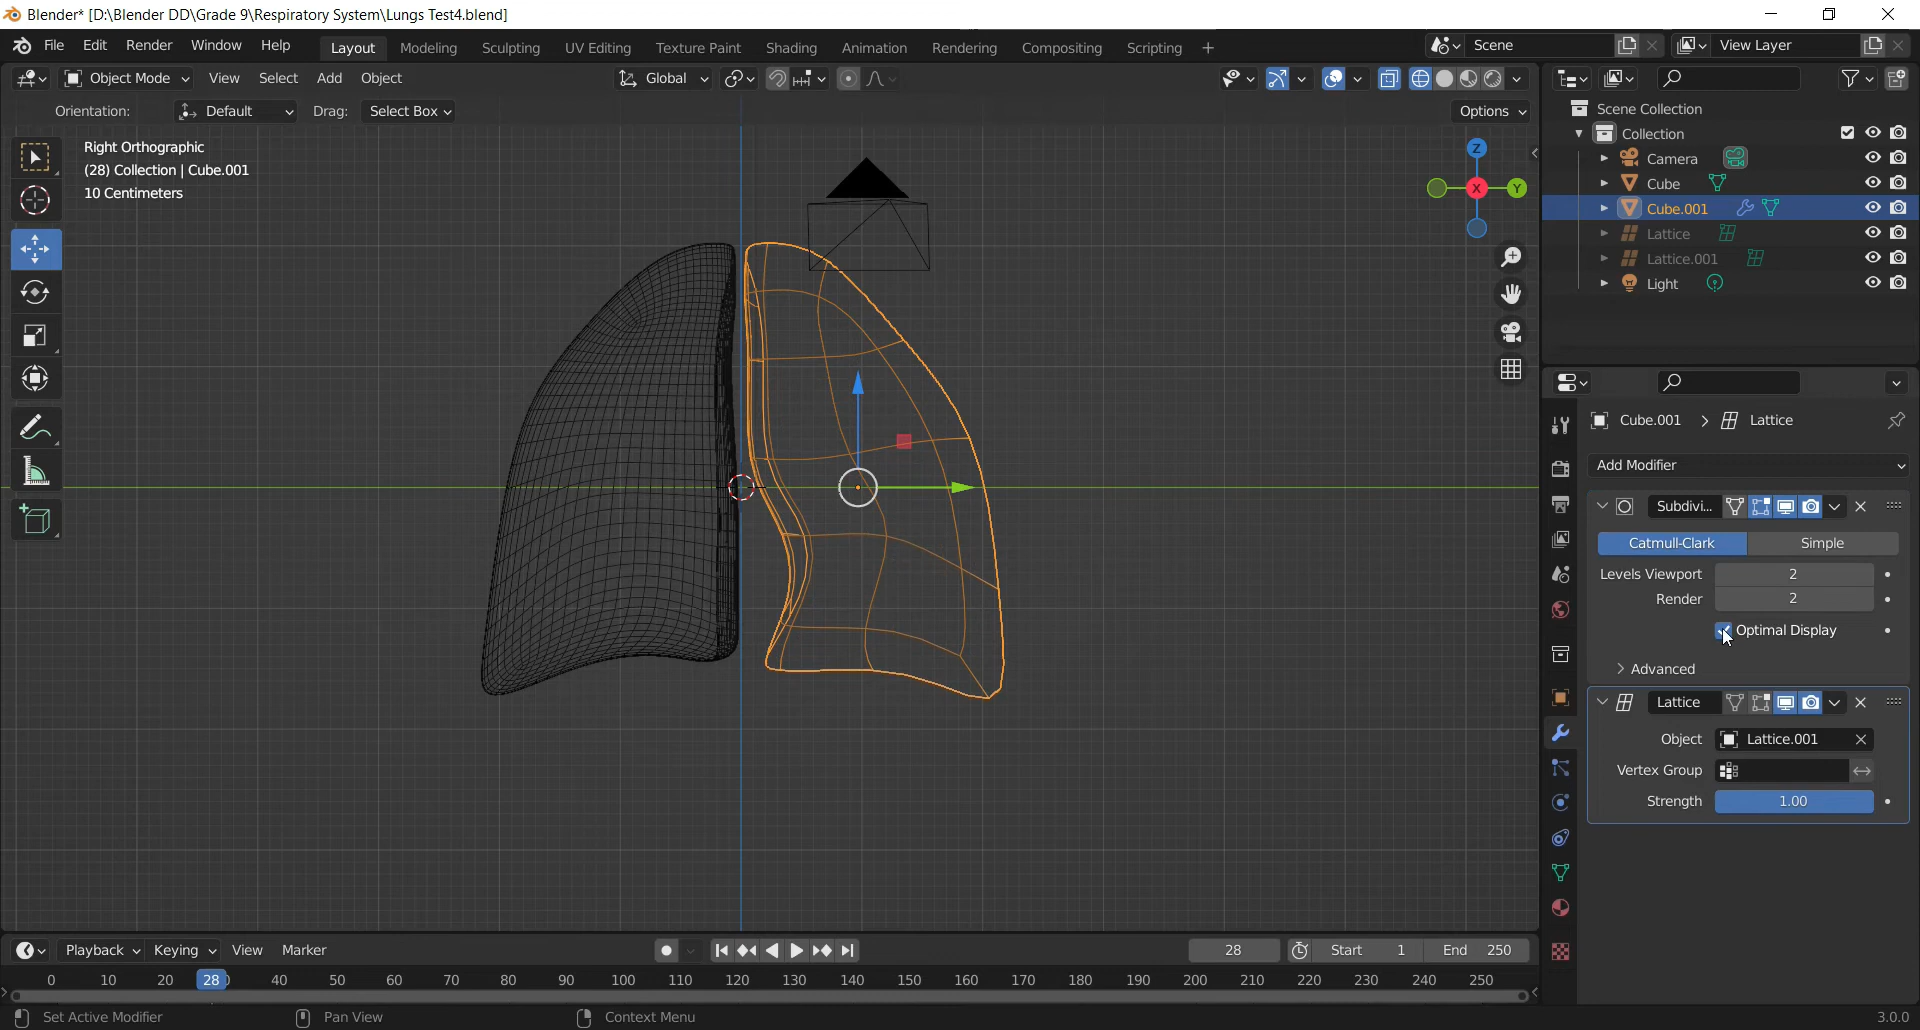 Blender* [D:\Blender DD\Grade 9\Respiratory System\Lungs Test4.blend]
File Edit Render Window Help Layout Modeling Sculpting UV Editing Texture Paint Shading Animation Rendering Compositing Scripting + Scene View Layer
Object Mode View Select Add Object Global
Orientation: Default Drag: Select Box Options
Right Orthographic
(28) Collection | Cube.001
10 Centimeters
Z
X
Y
Scene Collection
Collection
Camera
Cube
Cube.001
Lattice
Lattice.001
Light
Cube.001 > Lattice
Add Modifier
Subdivi...
Catmull-Clark Simple
Levels Viewport 2
Render 2
Optimal Display
Advanced
Lattice
Object Lattice.001
Vertex Group
Strength 1.00
Playback Keying View Marker 28 Start 1 End 250
0 10 20 28 40 50 60 70 80 90 100 110 120 130 140 150 160 170 180 190 200 210 220 230 240 250
Set Active Modifier Pan View Context Menu 3.0.0